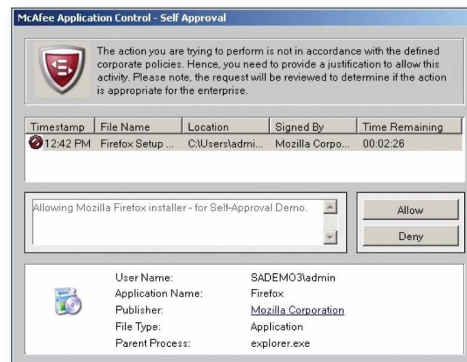 McAfee Application Control - Self Approval
The action you are trying to perform is not in accordance with the defined
corporate policies. Hence, you need to provide a justification to allow this
activity. Please note, the request will be reviewed to determine if the action
is appropriate for the enterprise.
Timestamp File Name Location Signed By Time Remaining
12:42 PM Firefox Setup ... C:\Users\admi... Mozilla Corpo... 00:02:26
Allowing Mozilla Firefox installer - for Self-Approval Demo.
Allow
Deny
User Name: SADEMO3\admin
Application Name: Firefox
Publisher: Mozilla Corporation
File Type: Application
Parent Process: explorer.exe